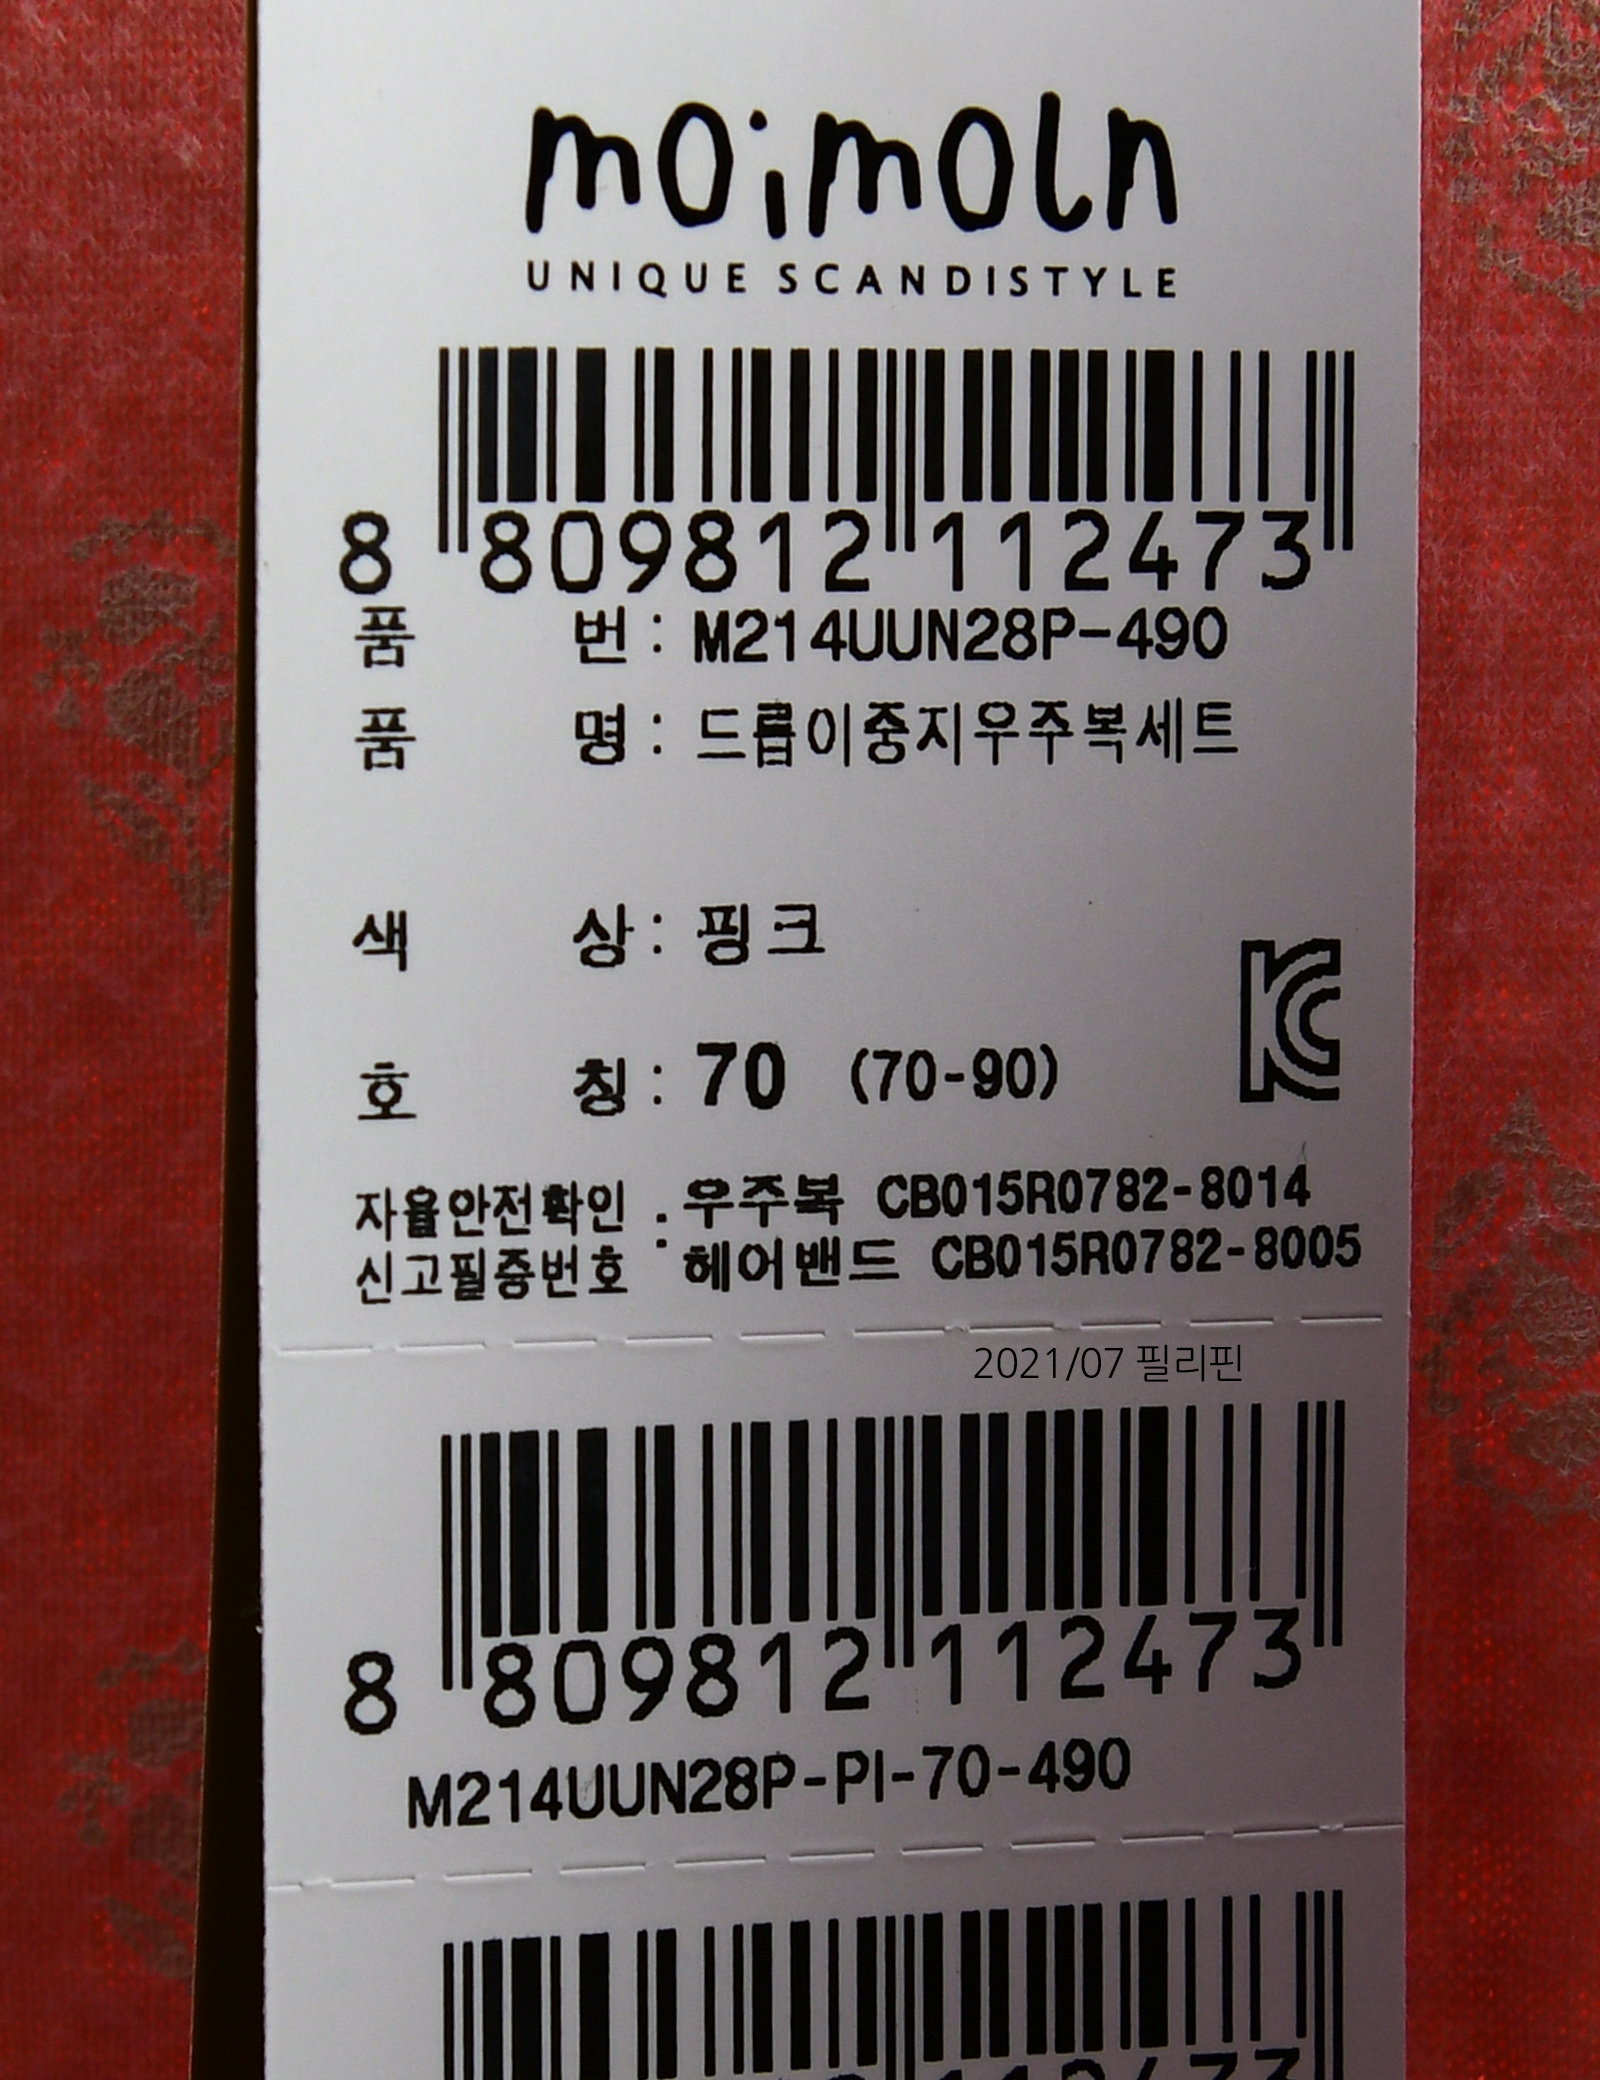 moimoln
UNIQUE SCANDISTYLE
8 809812 112473
품 번 : M214UUN28P-490
품 명 : 드롭이중지우주복세트
색 상 : 핑크
호 칭 : 70 (70-90)
자율안전확인 신고필증번호 : 우주복 CB015R0782-8014
헤어밴드 CB015R0782-8005
2021/07 필리핀
8 809812 112473
M214UUN28P-PI-70-490